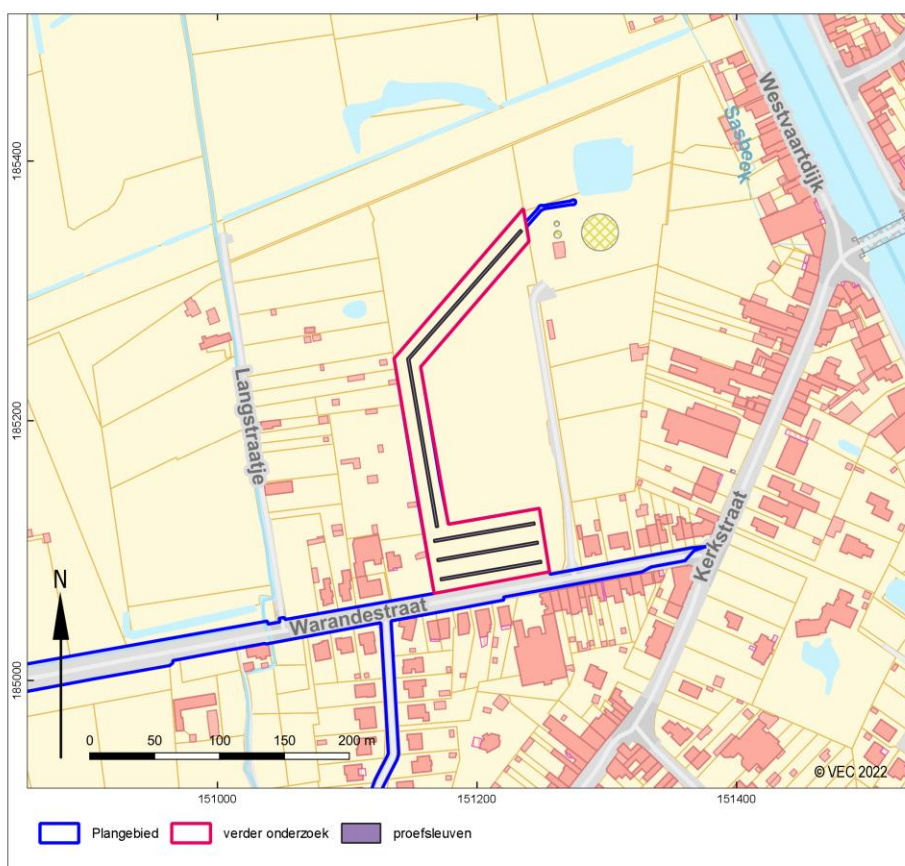 Westvaartdijk
Sasbeek
185400
Langstraatje
185200
Kerkstraat
N
Warandestraat
185000
0 50 100 150 200 m
© VEC 2022
151000 151200 151400
Plangebied verder onderzoek proefsleuven